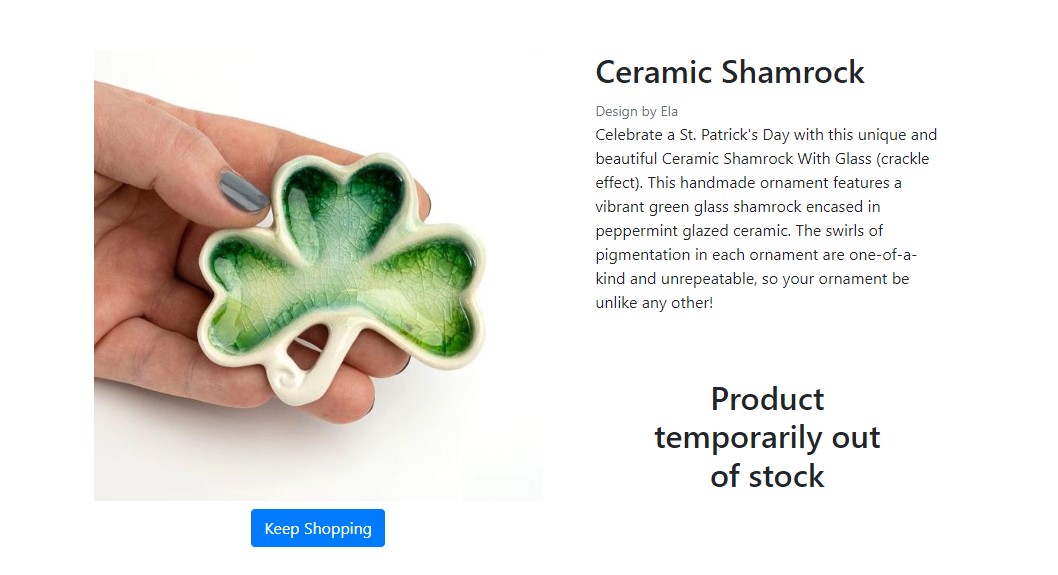 Ceramic Shamrock
Design by Ela
Celebrate a St. Patrick's Day with this unique and
beautiful Ceramic Shamrock With Glass (crackle
effect). This handmade ornament features a
vibrant green glass shamrock encased in
peppermint glazed ceramic. The swirls of
pigmentation in each ornament are one-of-a-
kind and unrepeatable, so your ornament be
unlike any other!
Product
temporarily out
of stock
Keep Shopping